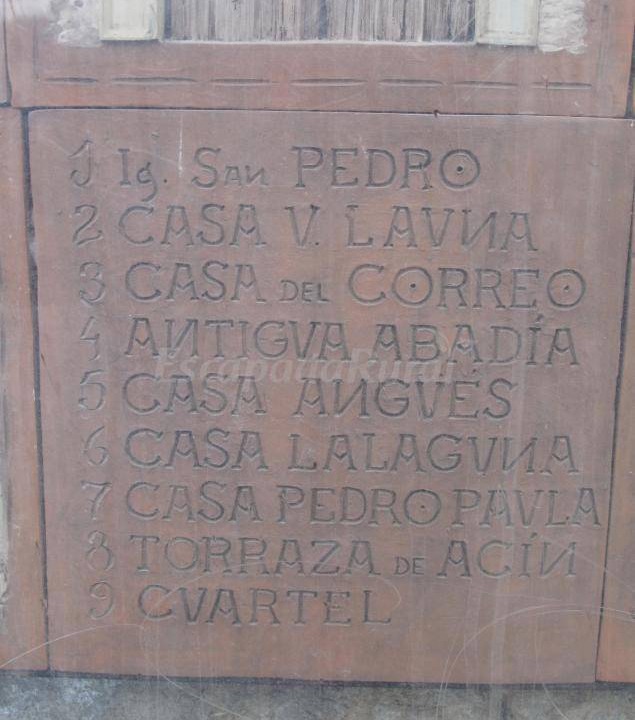 1 Ig. San PEDRO
2 CASA V. LAVNA
3 CASA DEL CORREO
4 ANTIGVA ABADÍA
EscapadaRural
5 CASA ANGVÉS
6 CASA LALAGVNA
7 CASA PEDRO PAVLA
8 TORRAZA DE ACÍN
9 CVARTEL